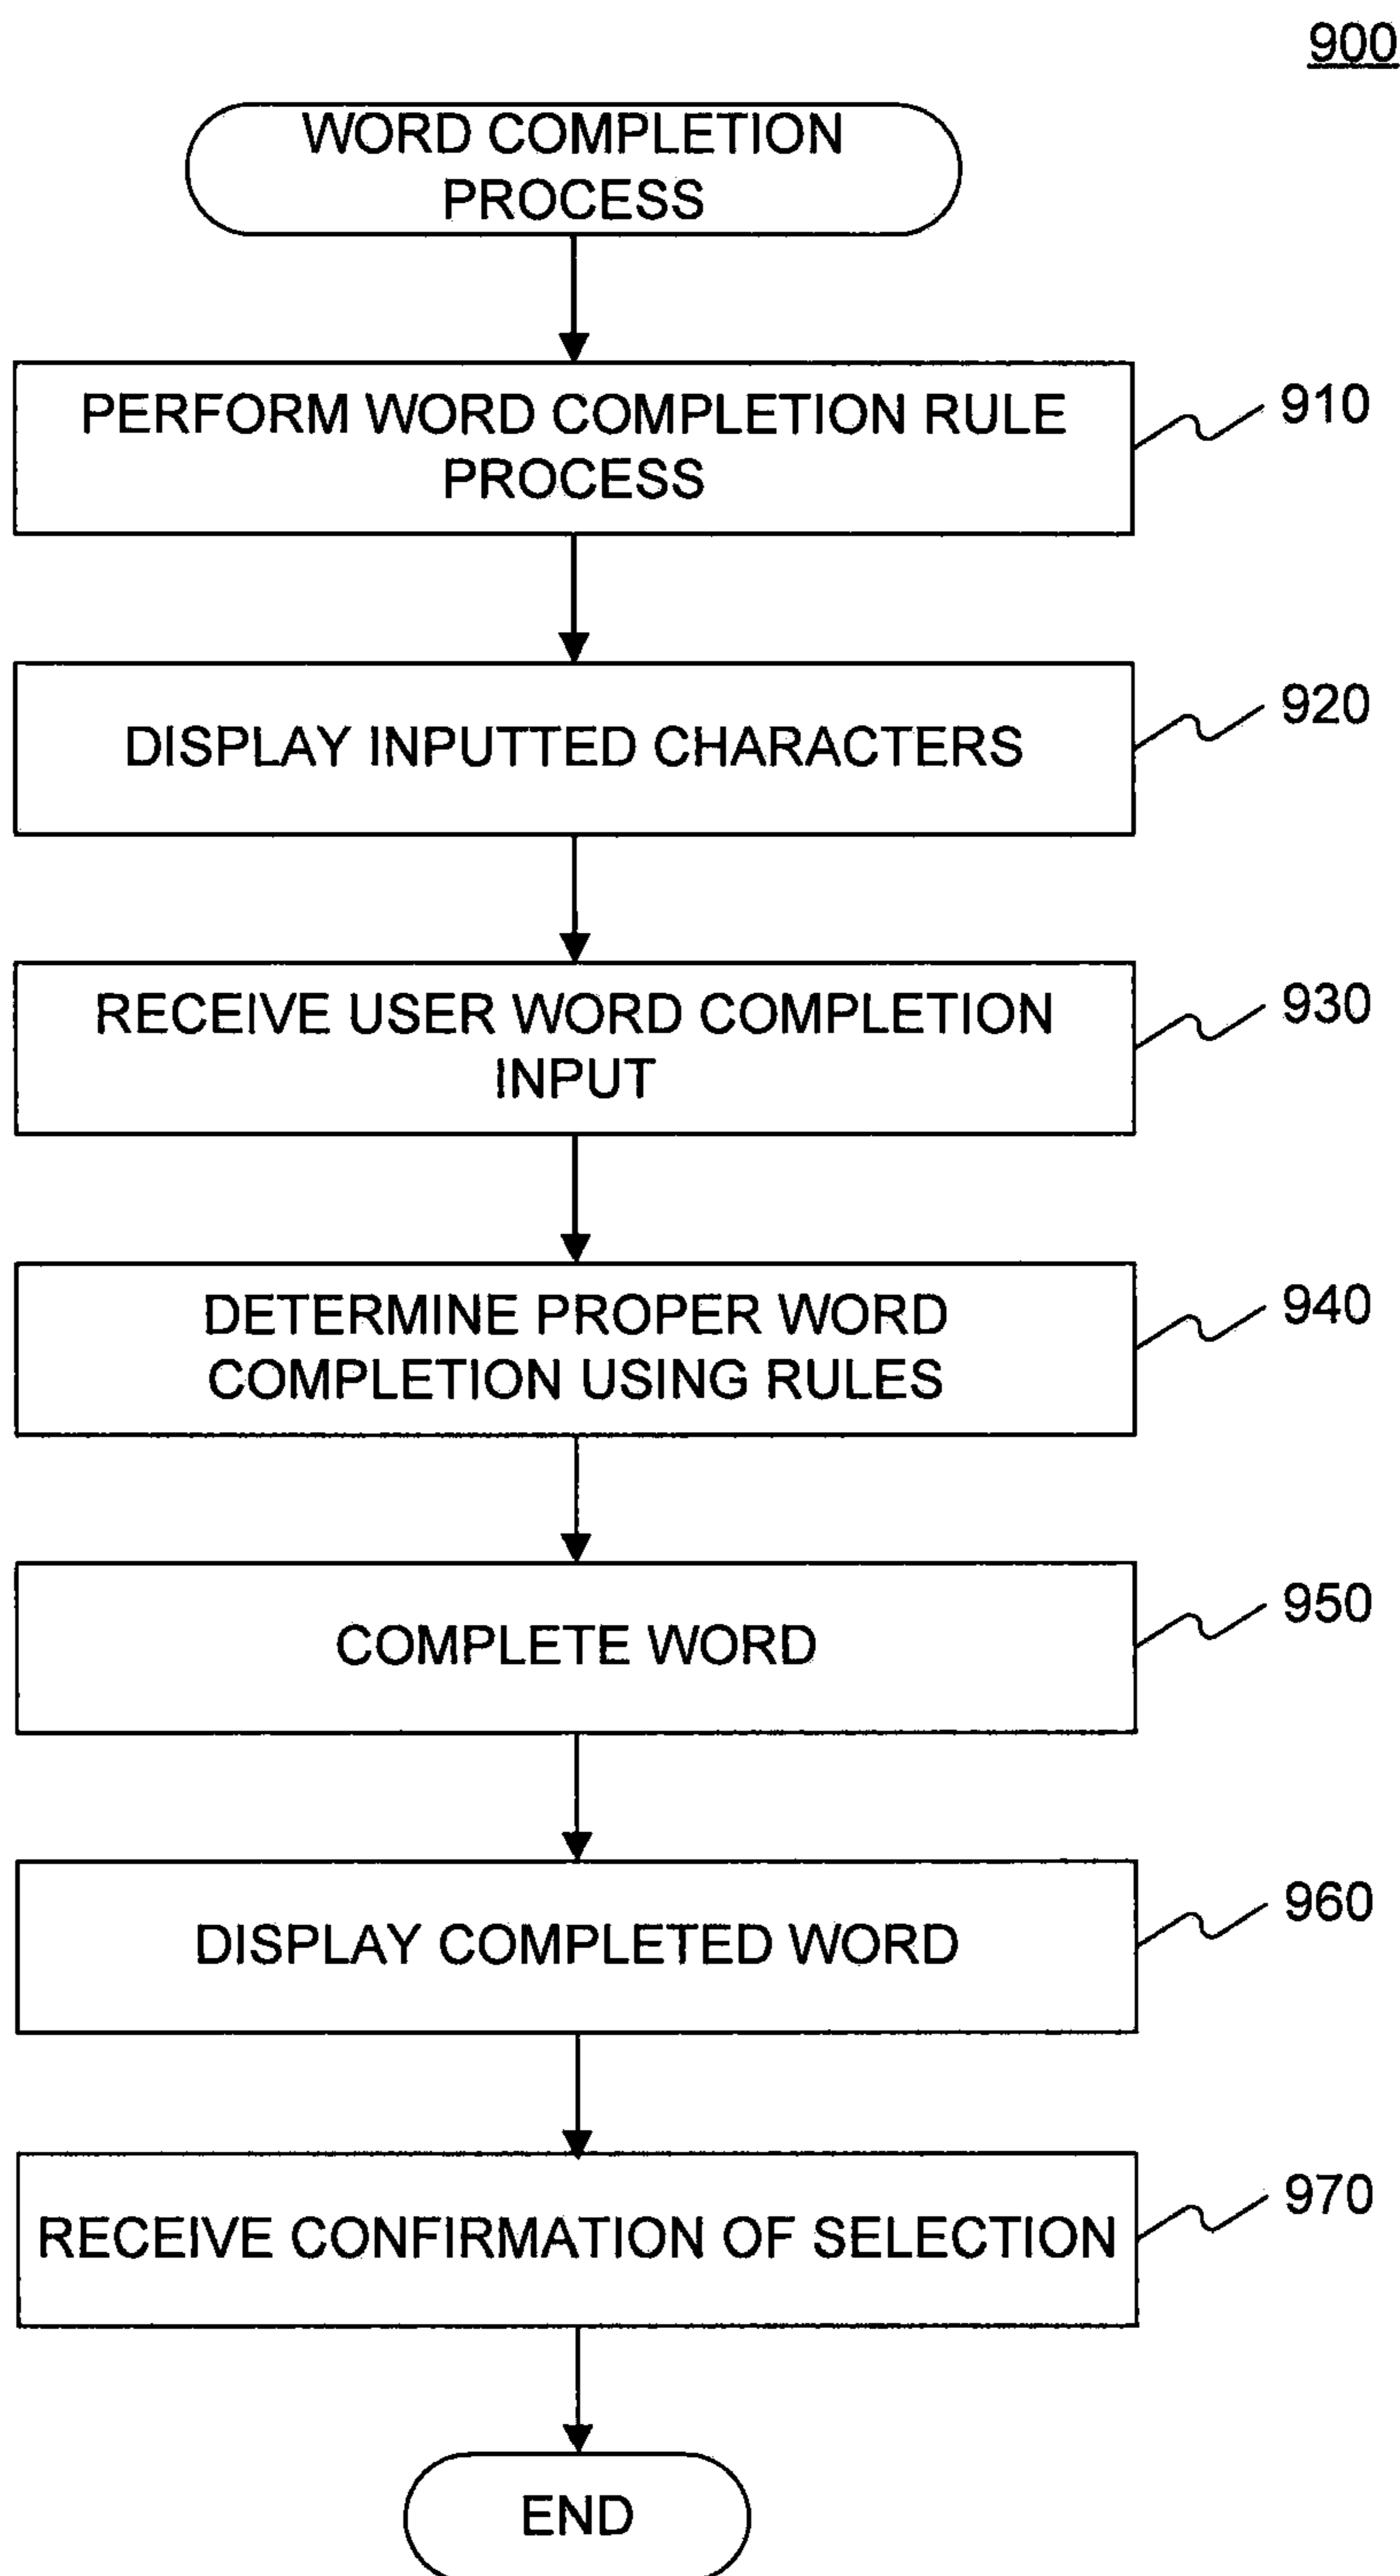 900
WORD COMPLETION
PROCESS
PERFORM WORD COMPLETION RULE
PROCESS
910
DISPLAY INPUTTED CHARACTERS
920
RECEIVE USER WORD COMPLETION
INPUT
930
DETERMINE PROPER WORD
COMPLETION USING RULES
940
COMPLETE WORD
950
DISPLAY COMPLETED WORD
960
RECEIVE CONFIRMATION OF SELECTION
970
END